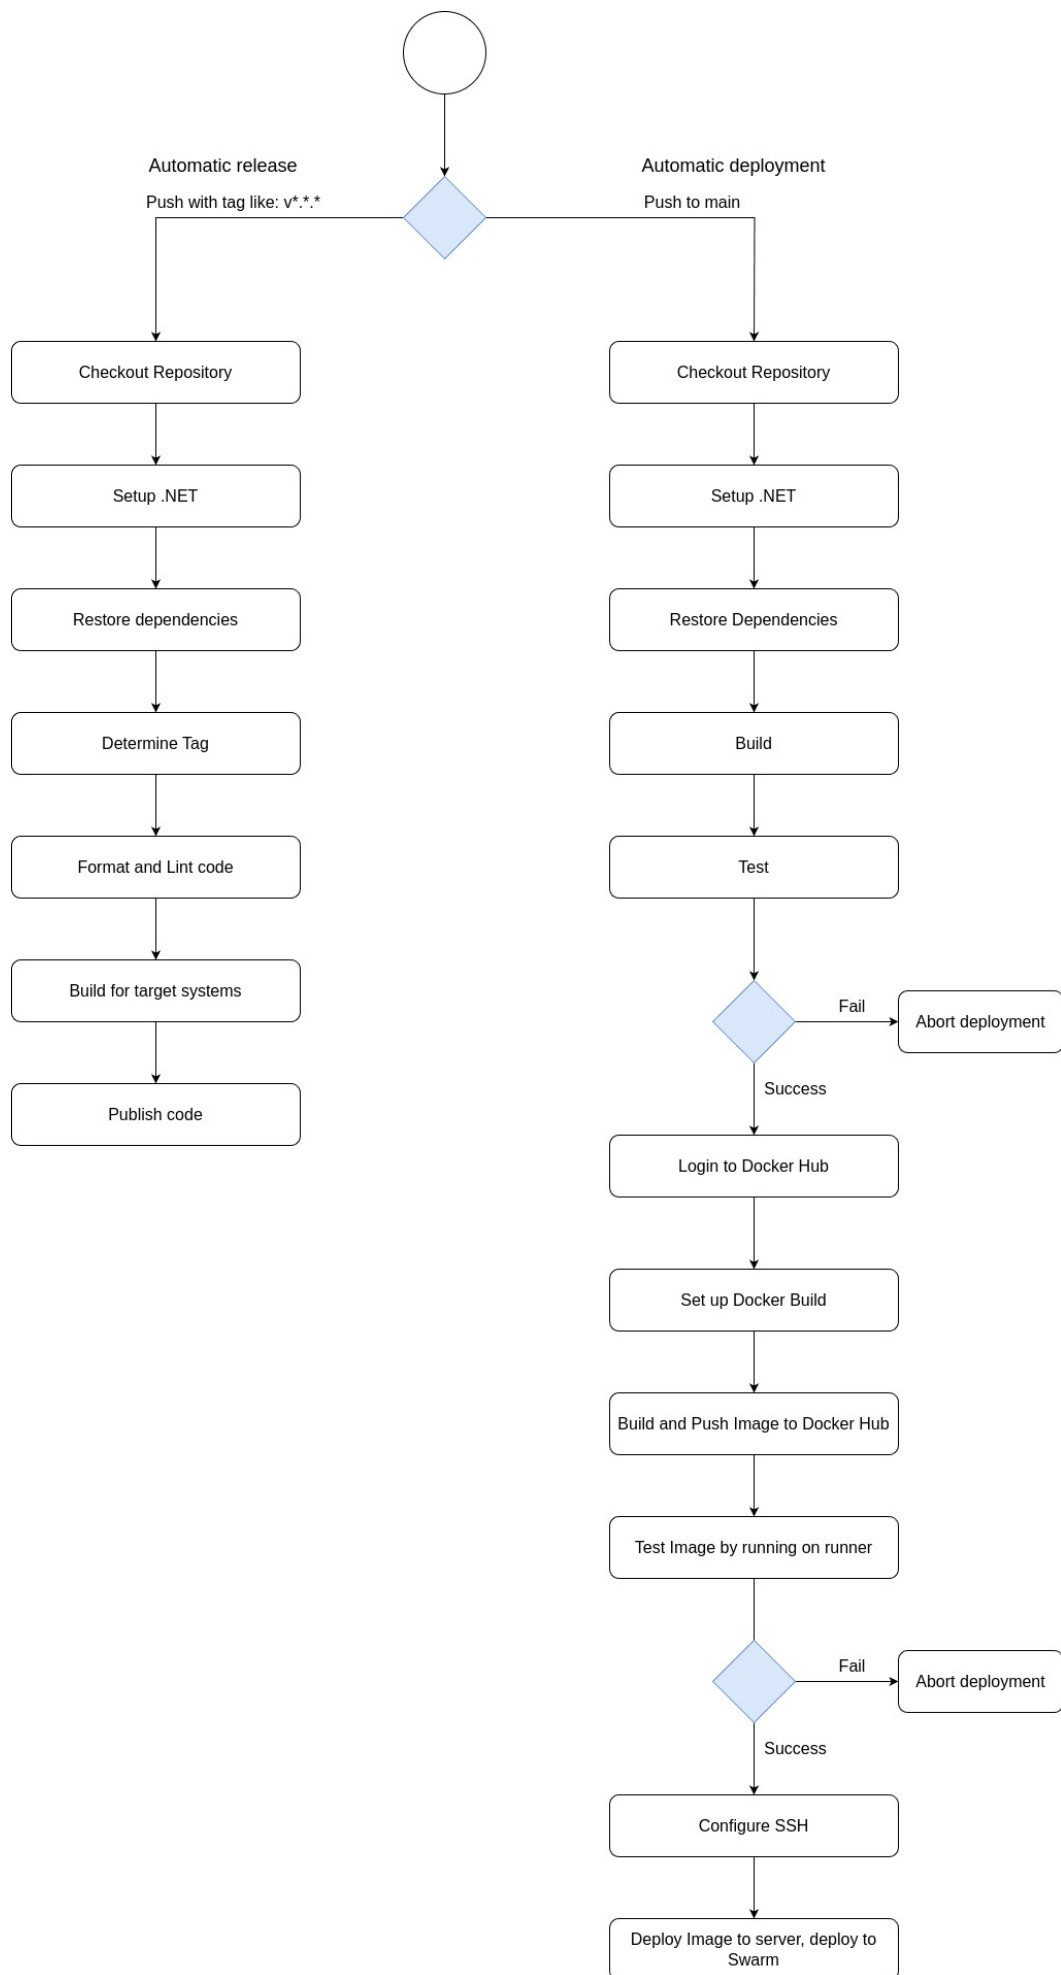 Automatic release
Push with tag like: v*.*.*
Checkout Repository
Setup .NET
Restore dependencies
Determine Tag
Format and Lint code
Build for target systems
Publish code
Automatic deployment
Push to main
Checkout Repository
Setup .NET
Restore Dependencies
Build
Test
Fail
Abort deployment
Success
Login to Docker Hub
Set up Docker Build
Build and Push Image to Docker Hub
Test Image by running on runner
Fail
Abort deployment
Success
Configure SSH
Deploy Image to server, deploy to
Swarm